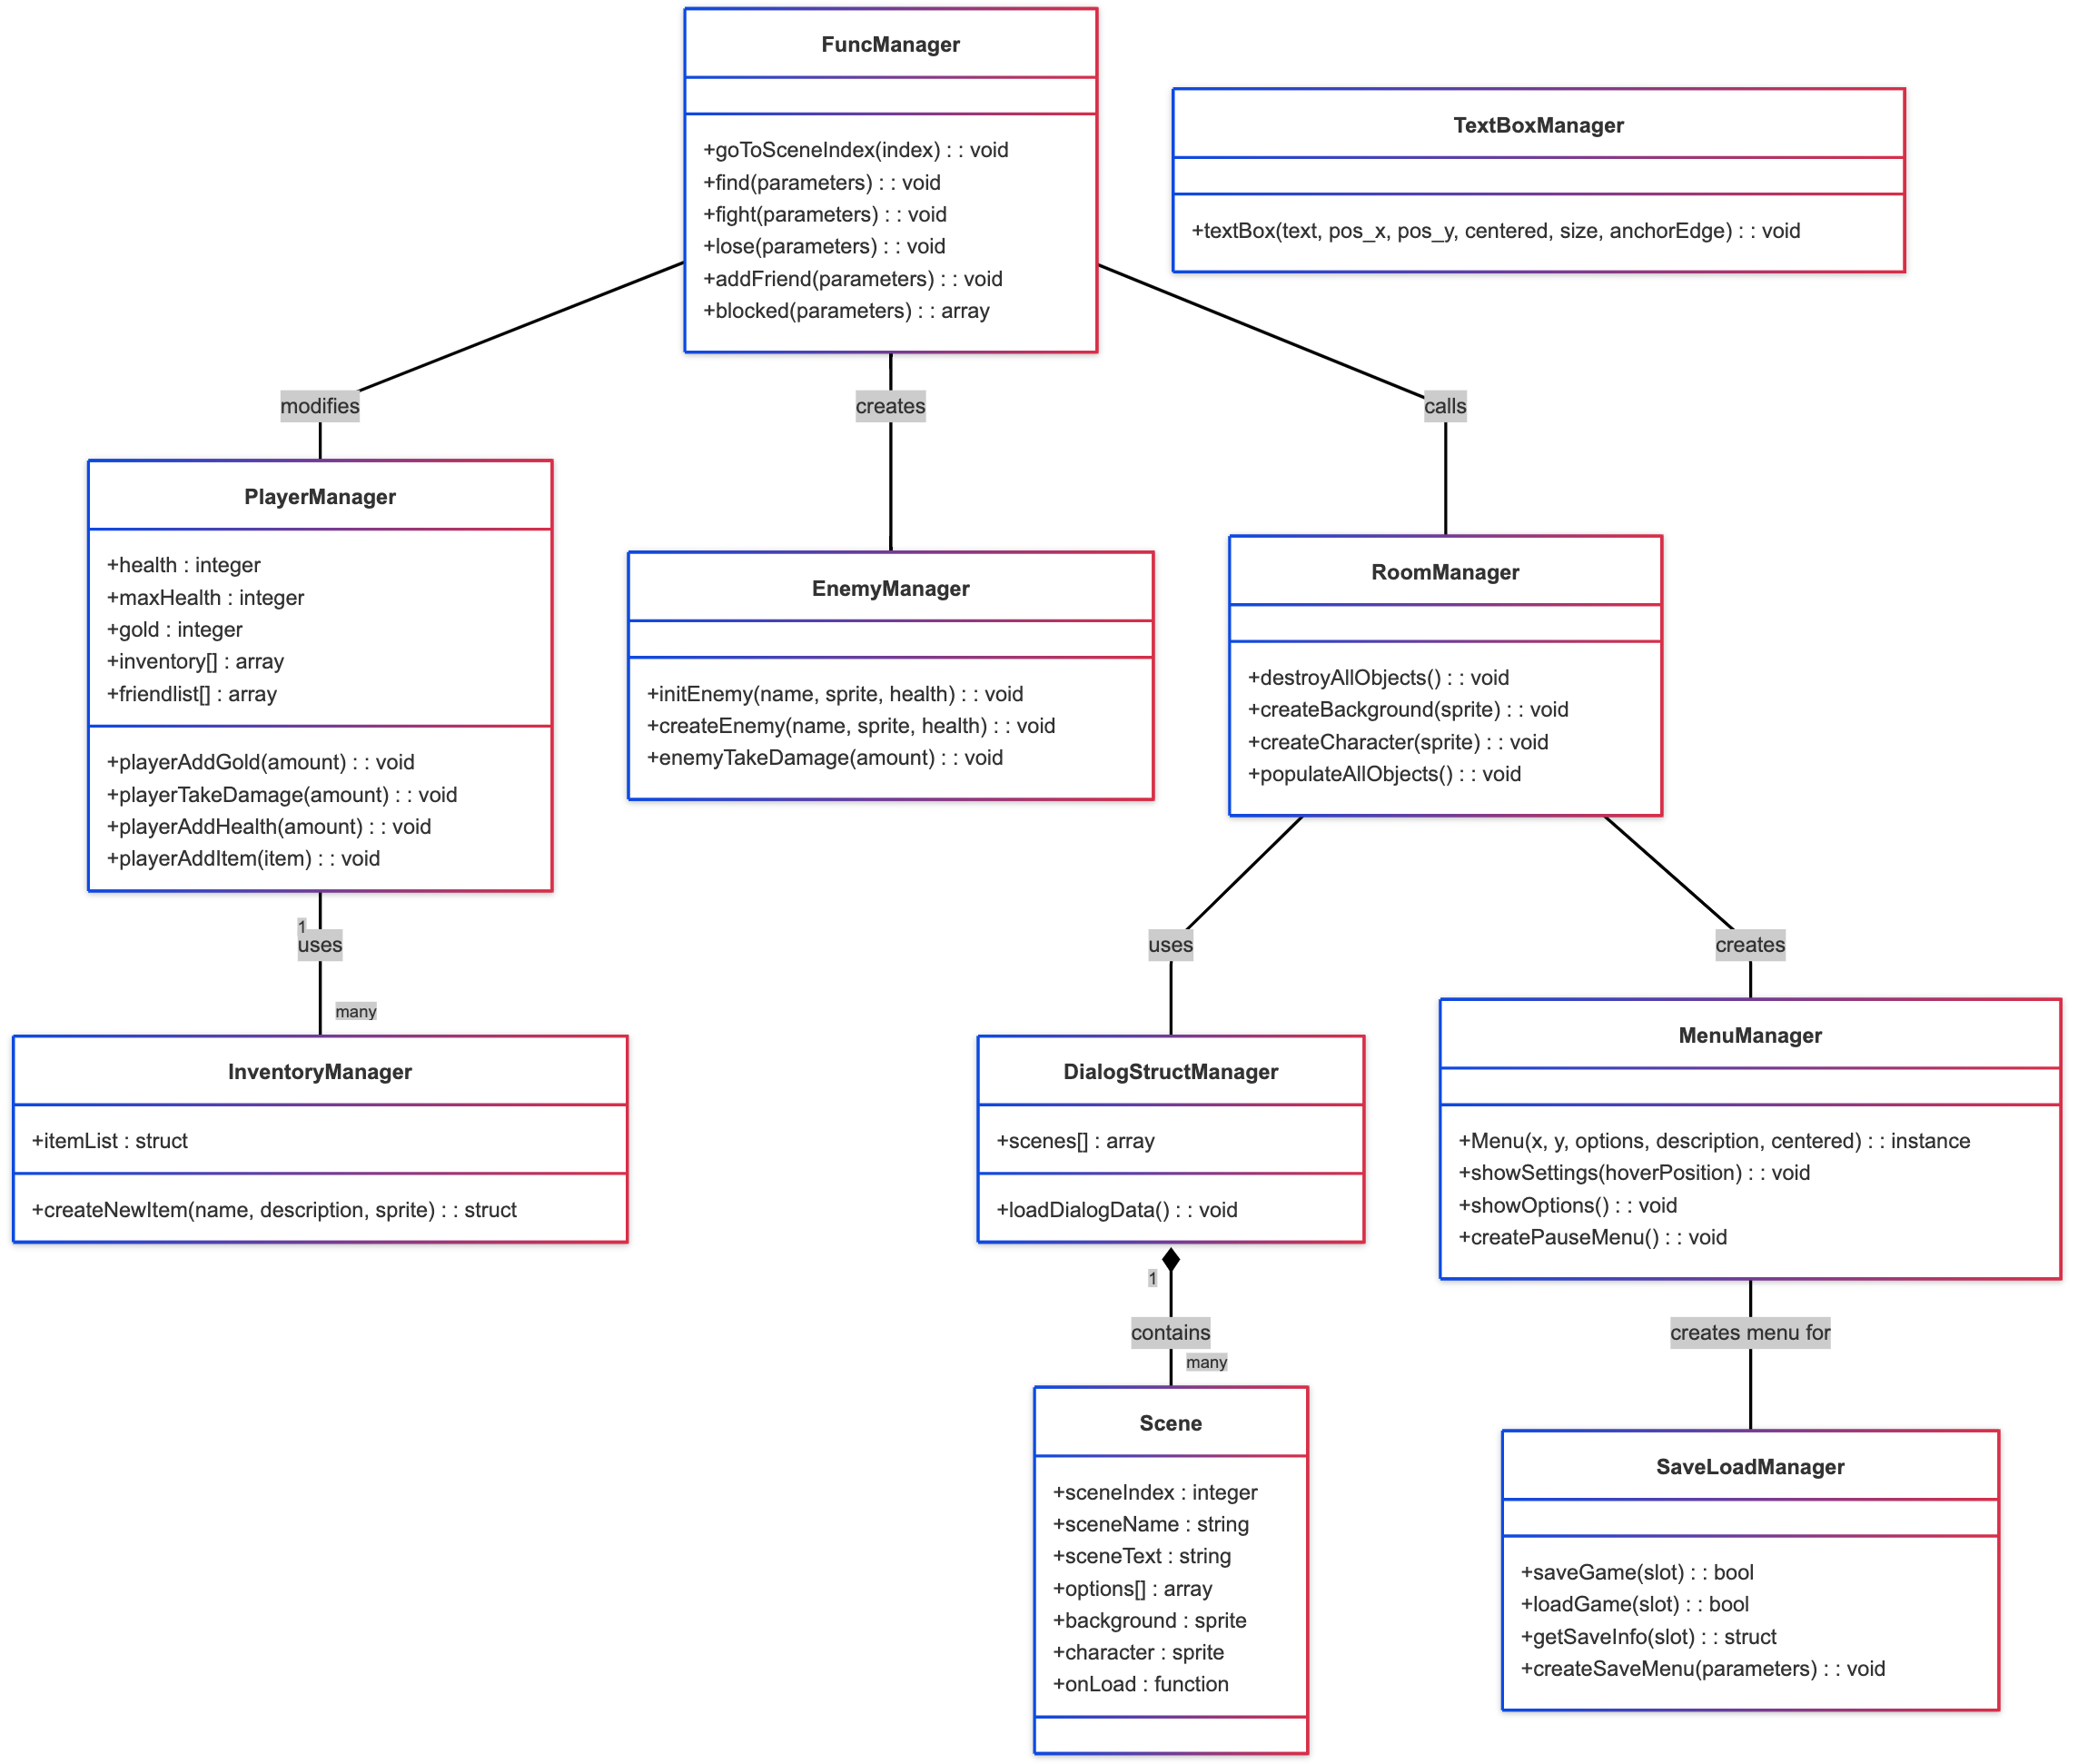 FuncManager
+goToSceneIndex(index) : : void
+find(parameters) : : void
+fight(parameters) : : void
+lose(parameters) : : void
+addFriend(parameters) : : void
+blocked(parameters) : : array
TextBoxManager
+textBox(text, pos_x, pos_y, centered, size, anchorEdge) : : void
modifies
creates
calls
PlayerManager
+health : integer
+maxHealth : integer
+gold : integer
+inventory[] : array
+friendlist[] : array
+playerAddGold(amount) : : void
+playerTakeDamage(amount) : : void
+playerAddHealth(amount) : : void
+playerAddItem(item) : : void
EnemyManager
+initEnemy(name, sprite, health) : : void
+createEnemy(name, sprite, health) : : void
+enemyTakeDamage(amount) : : void
RoomManager
+destroyAllObjects() : : void
+createBackground(sprite) : : void
+createCharacter(sprite) : : void
+populateAllObjects() : : void
1
uses
many
uses
creates
InventoryManager
+itemList : struct
+createNewItem(name, description, sprite) : : struct
DialogStructManager
+scenes[] : array
+loadDialogData() : : void
MenuManager
+Menu(x, y, options, description, centered) : : instance
+showSettings(hoverPosition) : : void
+showOptions() : : void
+createPauseMenu() : : void
1
contains
many
creates menu for
Scene
+sceneIndex : integer
+sceneName : string
+sceneText : string
+options[] : array
+background : sprite
+character : sprite
+onLoad : function
SaveLoadManager
+saveGame(slot) : : bool
+loadGame(slot) : : bool
+getSaveInfo(slot) : : struct
+createSaveMenu(parameters) : : void